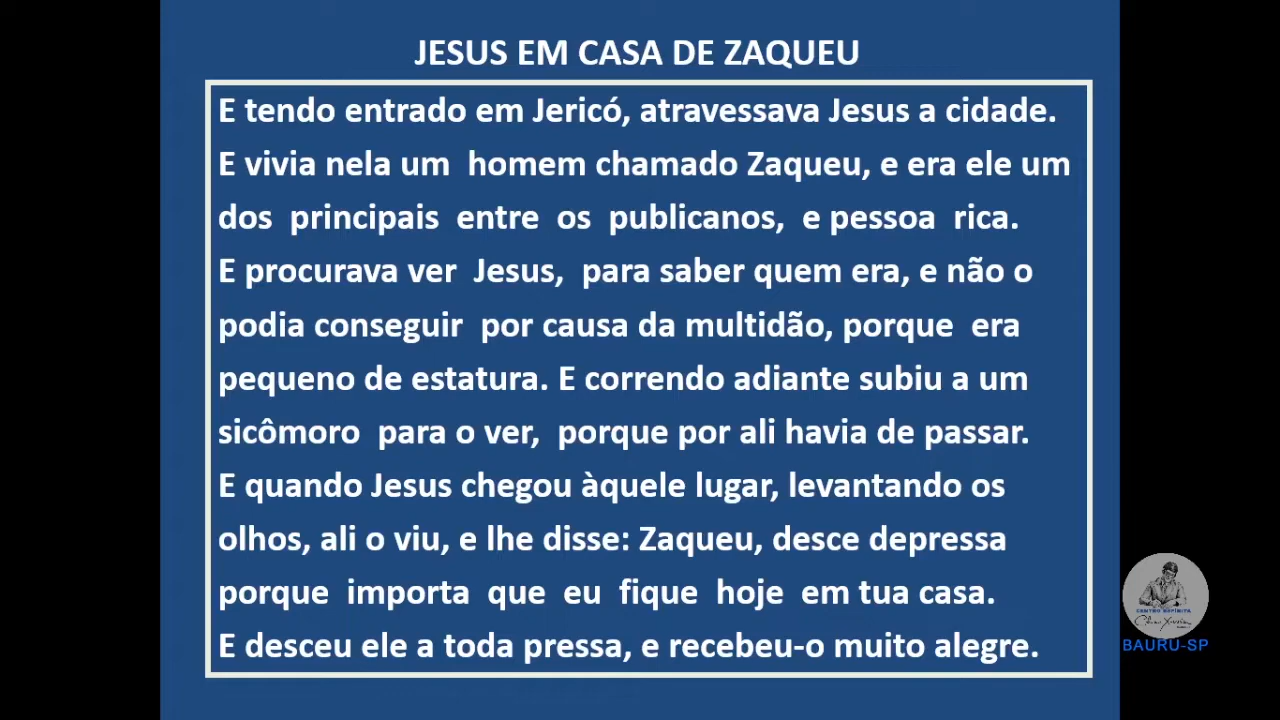 JESUS EM CASA DE ZAQUEU
E tendo entrado em Jericó, atravessava Jesus a cidade.
E vivia nela um homem chamado Zaqueu, e era ele um
dos principais entre os publicanos, e pessoa rica.
E procurava ver Jesus, para saber quem era, e não o
podia conseguir por causa da multidão, porque era
pequeno de estatura. E correndo adiante subiu a um
sicômoro para o ver, porque por ali havia de passar.
E quando Jesus chegou àquele lugar, levantando os
olhos, ali o viu, e lhe disse: Zaqueu, desce depressa
porque importa que eu fique hoje em tua casa.
E desceu ele a toda pressa, e recebeu-o muito alegre.
CENTRO ESPÍRITA
Chico Xavier
BAURU-SP